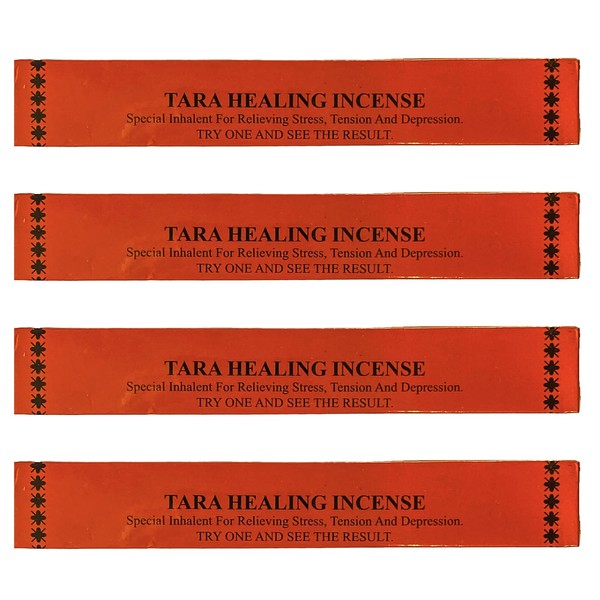 TARA HEALING INCENSE
Special Inhalent For Relieving Stress, Tension And Depression.
TRY ONE AND SEE THE RESULT.
TARA HEALING INCENSE
Special Inhalent For Relieving Stress, Tension And Depression.
TRY ONE AND SEE THE RESULT.
TARA HEALING INCENSE
Special Inhalent For Relieving Stress, Tension And Depression.
TRY ONE AND SEE THE RESULT.
TARA HEALING INCENSE
Special Inhalent For Relieving Stress, Tension And Depression.
TRY ONE AND SEE THE RESULT.